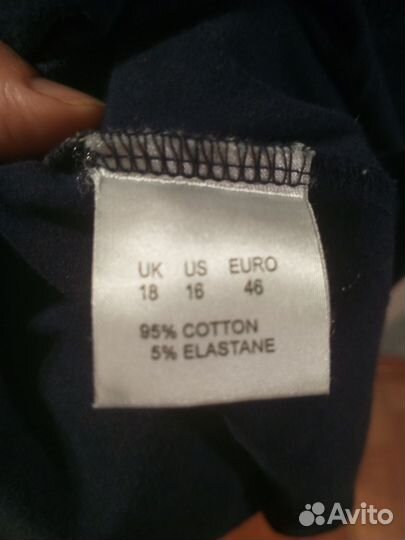 UK US EURO
18 16 46
95% COTTON
5% ELASTANE
Avito